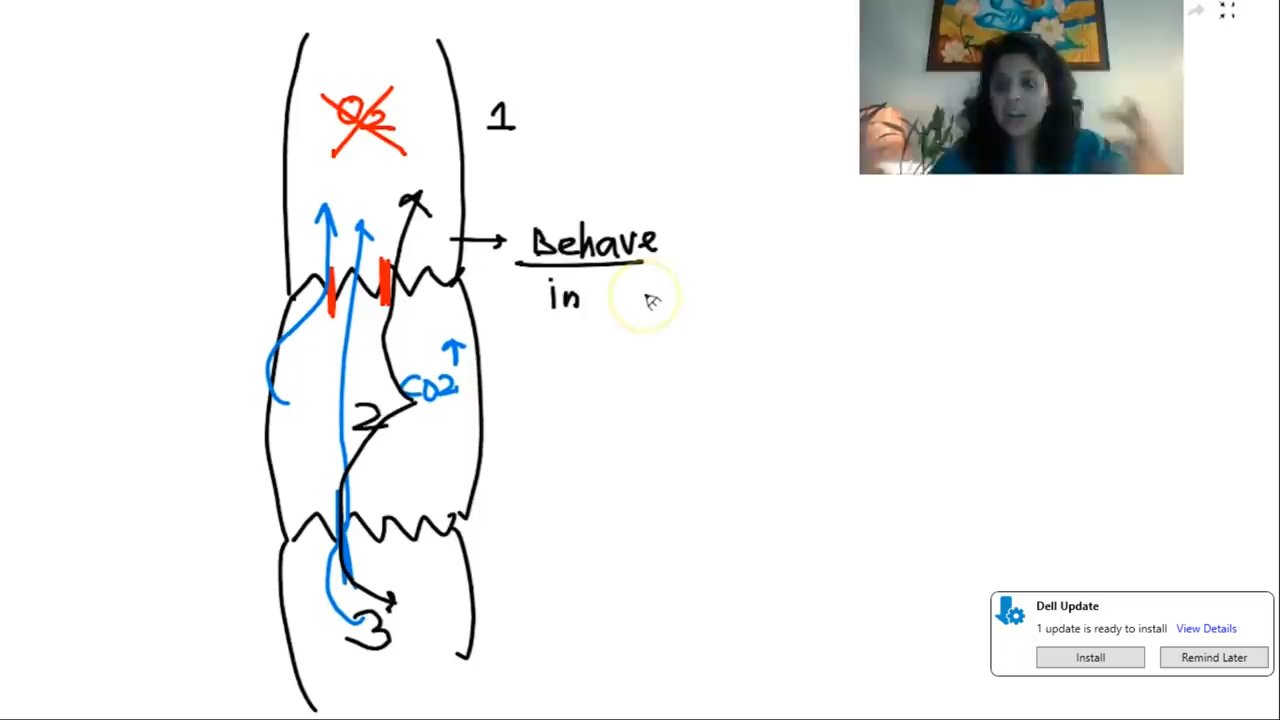 O2
1
Behave
in
CO2
2
3
Dell Update
1 update is ready to install View Details
Install Remind Later